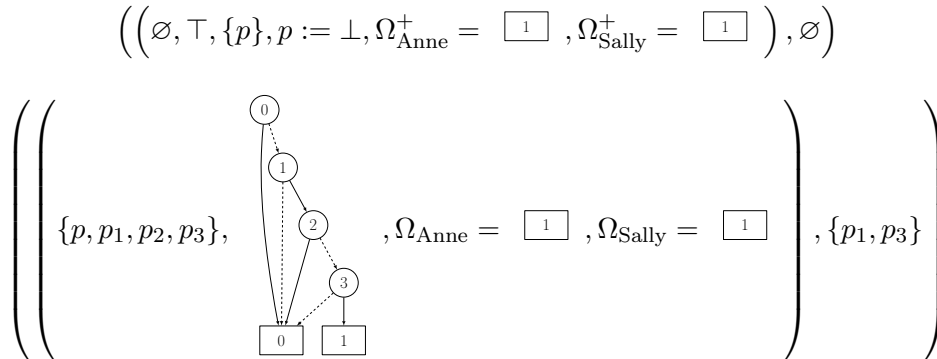 ((∅, ⊤, {p}, p := ⊥, Ω⁺_Anne = 1 , Ω⁺_Sally = 1 ), ∅)
(( {p, p₁, p₂, p₃}, 0 1 2 3 0 1 , Ω_Anne = 1 , Ω_Sally = 1 ), {p₁, p₃})